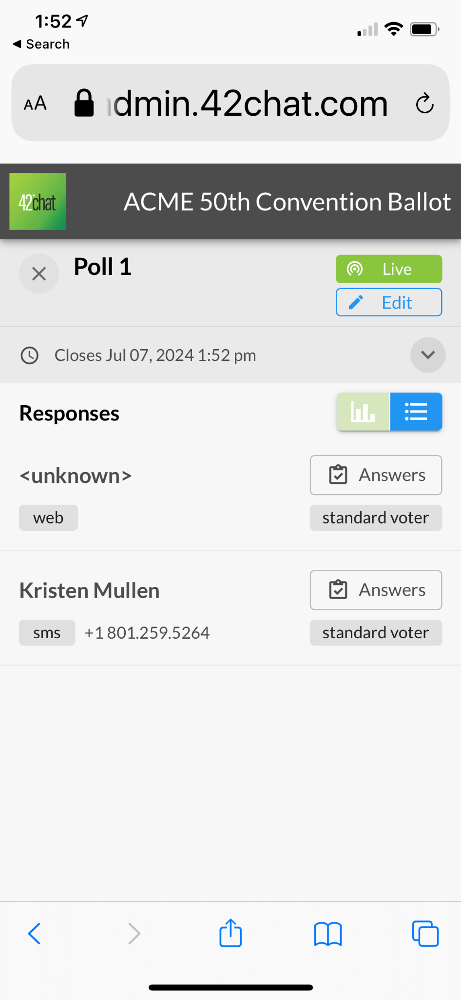 1:52
◀ Search
AA dmin.42chat.com
42*chat ACME 50th Convention Ballot
Poll 1
Live
Edit
Closes Jul 07, 2024 1:52 pm
Responses
<unknown>
Answers
web
standard voter
Kristen Mullen
Answers
sms +1 801.259.5264
standard voter